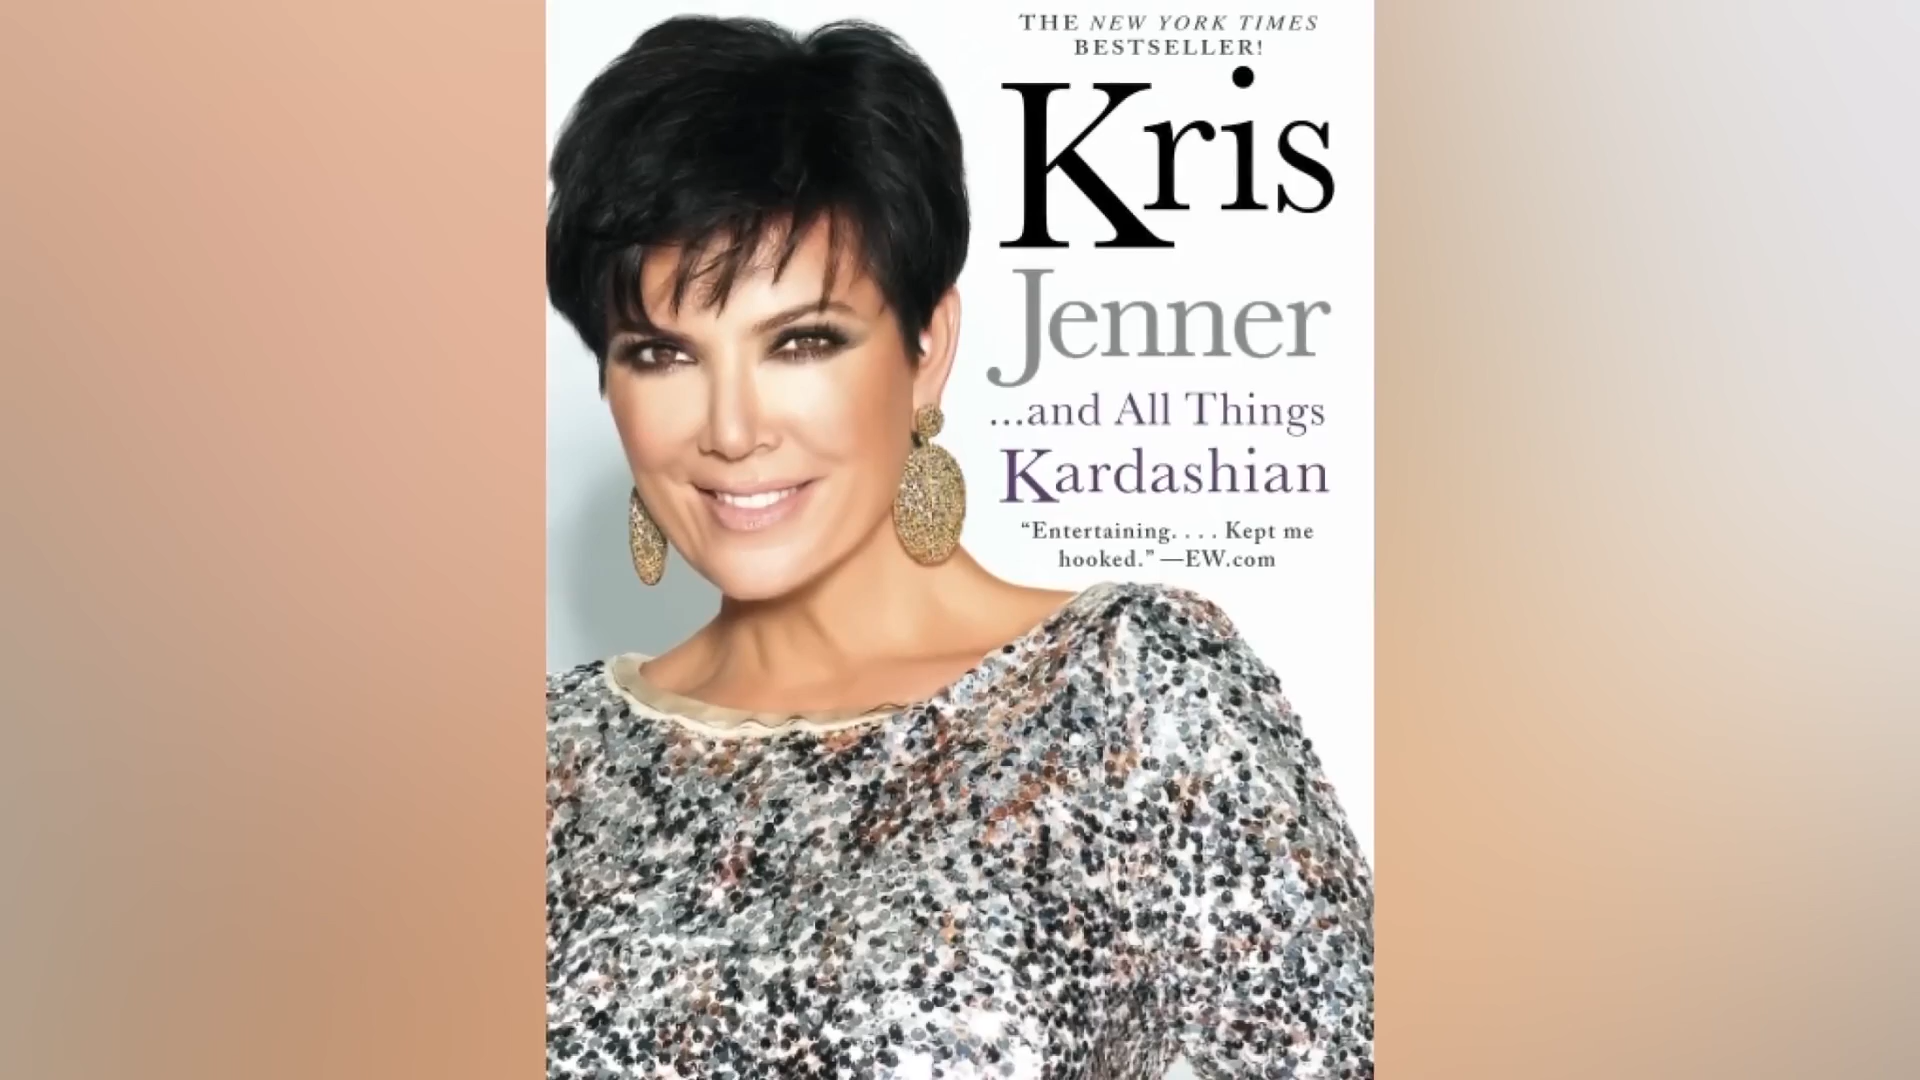 THE NEW YORK TIMES
BESTSELLER!
Kris
Jenner
...and All Things
Kardashian
“Entertaining. . . . Kept me
hooked.” —EW.com